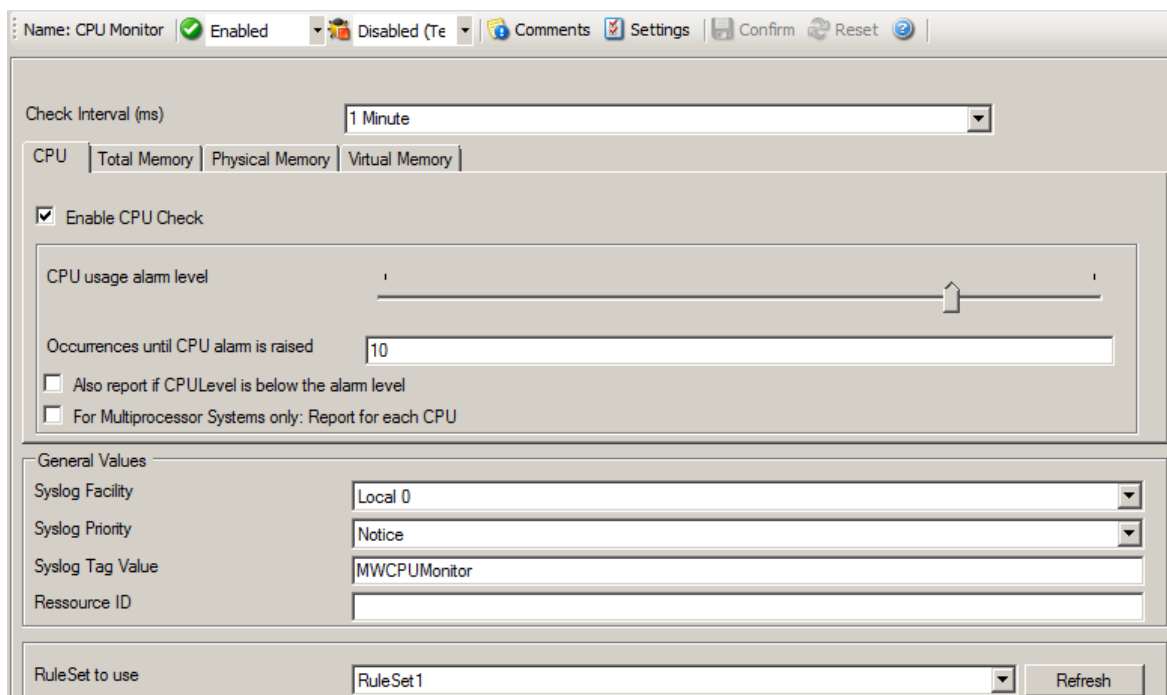 Name: CPU Monitor Enabled Disabled (Te Comments Settings Confirm Reset
Check Interval (ms) 1 Minute
CPU Total Memory Physical Memory Virtual Memory
Enable CPU Check
CPU usage alarm level
Occurrences until CPU alarm is raised 10
Also report if CPULevel is below the alarm level
For Multiprocessor Systems only: Report for each CPU
General Values
Syslog Facility Local 0
Syslog Priority Notice
Syslog Tag Value MWCPUMonitor
Ressource ID
RuleSet to use RuleSet1 Refresh